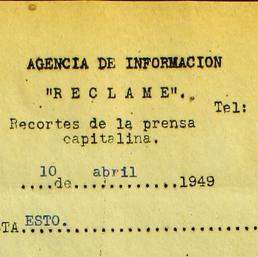 AGENCIA DE INFORMACION
"R E C L A M E".
Tel:
Recortes de la prensa
capitalina.
10 abril
....de............1949
TA ESTO.............................